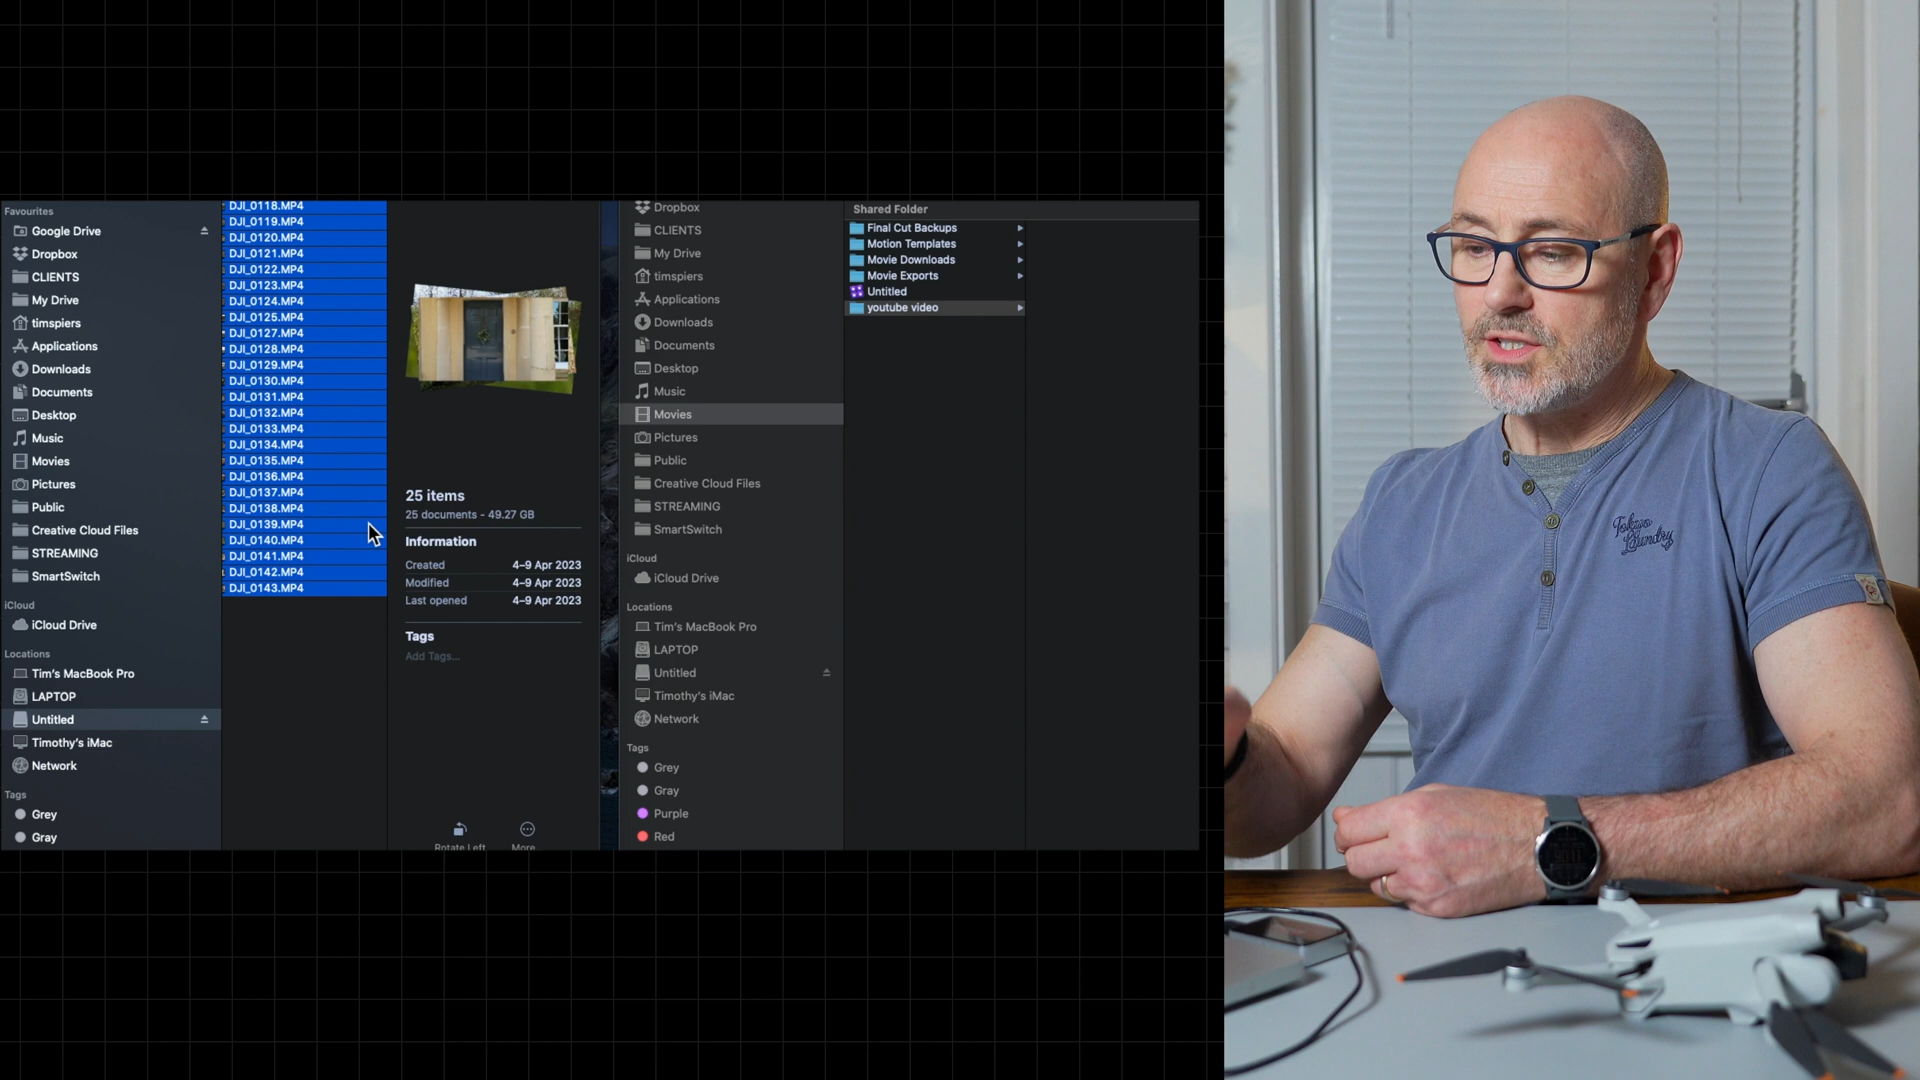 Favourites
Google Drive
Dropbox
CLIENTS
My Drive
timspiers
Applications
Downloads
Documents
Desktop
Music
Movies
Pictures
Public
Creative Cloud Files
STREAMING
SmartSwitch
iCloud
iCloud Drive
Locations
Tim's MacBook Pro
LAPTOP
Untitled
Timothy's iMac
Network
Tags
Grey
Gray
DJI_0118.MP4
DJI_0119.MP4
DJI_0120.MP4
DJI_0121.MP4
DJI_0122.MP4
DJI_0123.MP4
DJI_0124.MP4
DJI_0125.MP4
DJI_0127.MP4
DJI_0128.MP4
DJI_0129.MP4
DJI_0130.MP4
DJI_0131.MP4
DJI_0132.MP4
DJI_0133.MP4
DJI_0134.MP4
DJI_0135.MP4
DJI_0136.MP4
DJI_0137.MP4
DJI_0138.MP4
DJI_0139.MP4
DJI_0140.MP4
DJI_0141.MP4
DJI_0142.MP4
DJI_0143.MP4
25 items
25 documents - 49.27 GB
Information
Created 4–9 Apr 2023
Modified 4–9 Apr 2023
Last opened 4–9 Apr 2023
Tags
Add Tags...
Rotate Left More
Dropbox
CLIENTS
My Drive
timspiers
Applications
Downloads
Documents
Desktop
Music
Movies
Pictures
Public
Creative Cloud Files
STREAMING
SmartSwitch
iCloud
iCloud Drive
Locations
Tim's MacBook Pro
LAPTOP
Untitled
Timothy's iMac
Network
Tags
Grey
Gray
Purple
Red
Shared Folder
Final Cut Backups
Motion Templates
Movie Downloads
Movie Exports
Untitled
youtube video
Tokyo
Laundry